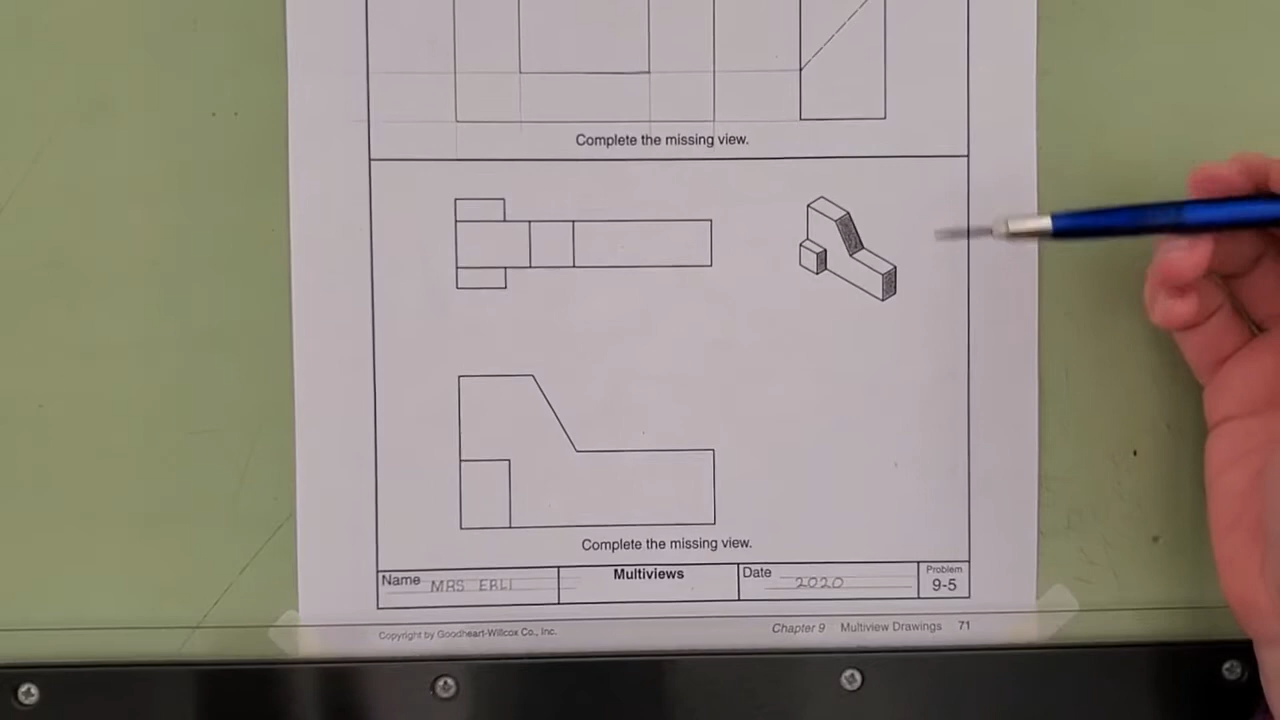 Complete the missing view.
Complete the missing view.
Name MRS ERLI
Multiviews
Date 2020
Problem
9-5
Copyright by Goodheart-Willcox Co., Inc.
Chapter 9 Multiview Drawings 71